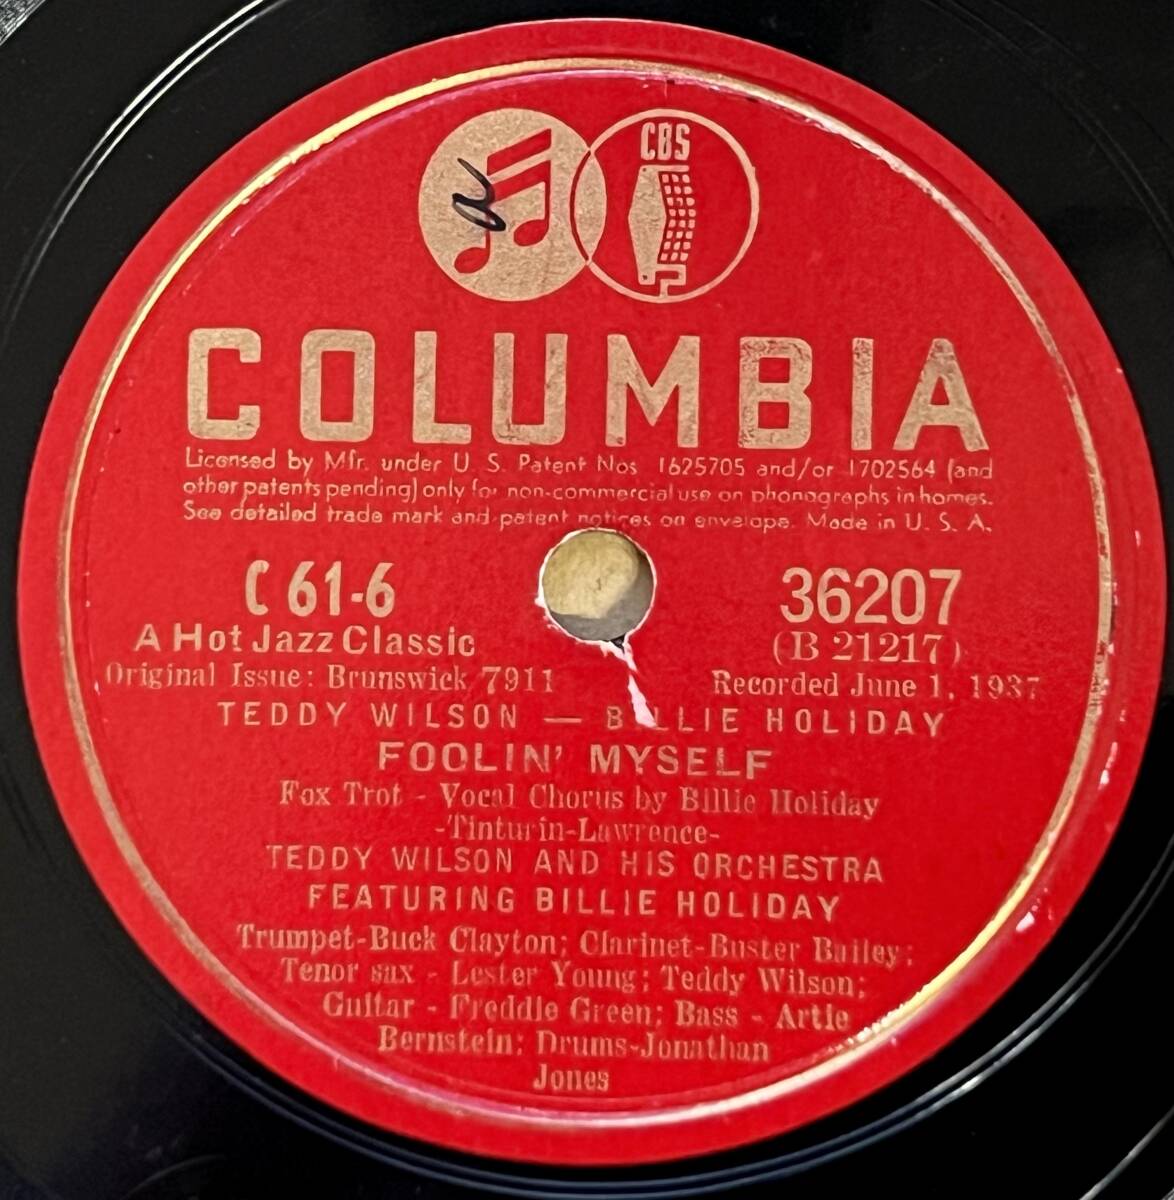 CBS
COLUMBIA
Licensed by Mfr. under U. S. Patent Nos 1625705 and/or 1702564 (and
other patents pending) only for non-commercial use on phonographs in homes.
See detailed trade mark and patent notices on envelope. Made in U. S. A.
C 61-6
A Hot Jazz Classic
Original Issue: Brunswick 7911
36207
(B 21217)
Recorded June 1, 1937
TEDDY WILSON — BILLIE HOLIDAY
FOOLIN' MYSELF
Fox Trot - Vocal Chorus by Billie Holiday
-Tinturin-Lawrence-
TEDDY WILSON AND HIS ORCHESTRA
FEATURING BILLIE HOLIDAY
Trumpet-Buck Clayton; Clarinet-Buster Bailey;
Tenor sax - Lester Young; Teddy Wilson;
Guitar - Freddie Green; Bass - Artie
Bernstein; Drums-Jonathan
Jones